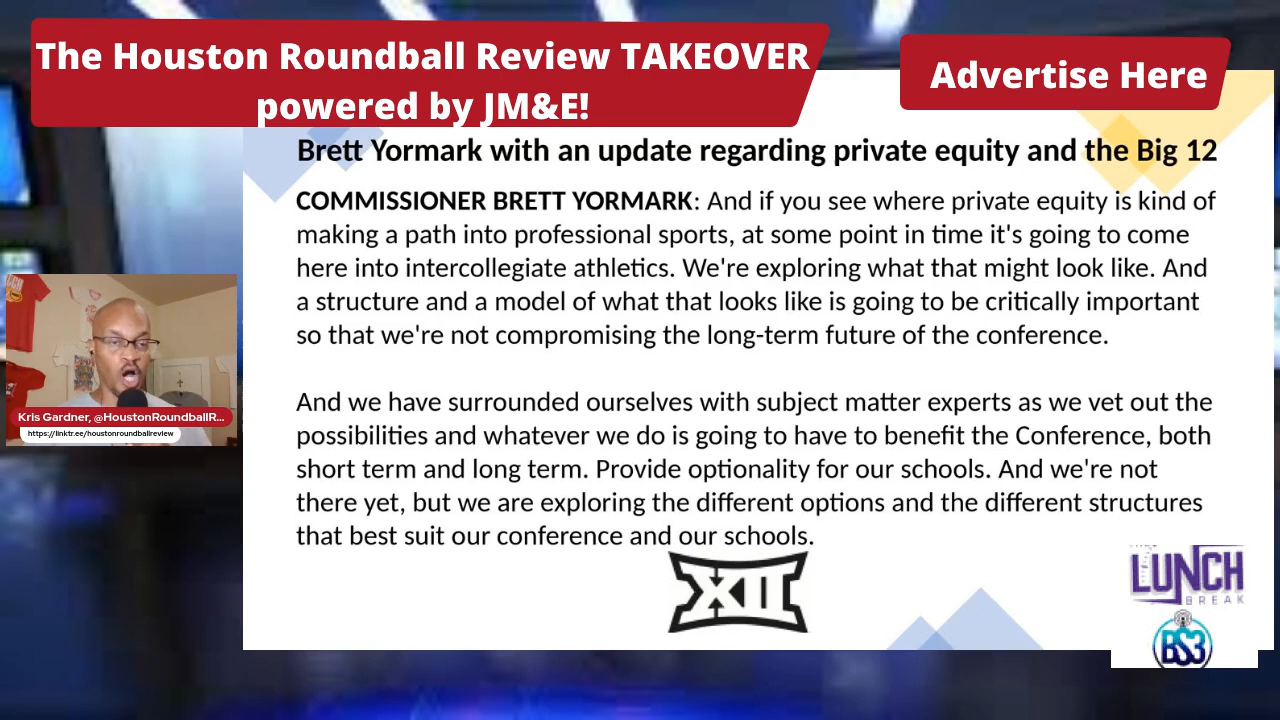 The Houston Roundball Review TAKEOVER
powered by JM&E!
Advertise Here
Brett Yormark with an update regarding private equity and the Big 12
COMMISSIONER BRETT YORMARK: And if you see where private equity is kind of
making a path into professional sports, at some point in time it's going to come
here into intercollegiate athletics. We're exploring what that might look like. And
a structure and a model of what that looks like is going to be critically important
so that we're not compromising the long-term future of the conference.
And we have surrounded ourselves with subject matter experts as we vet out the
possibilities and whatever we do is going to have to benefit the Conference, both
short term and long term. Provide optionality for our schools. And we're not
there yet, but we are exploring the different options and the different structures
that best suit our conference and our schools.
Kris Gardner, @HoustonRoundballR...
https://linktr.ee/houstonroundballreview
XII
LUNCH
BREAK
BS3